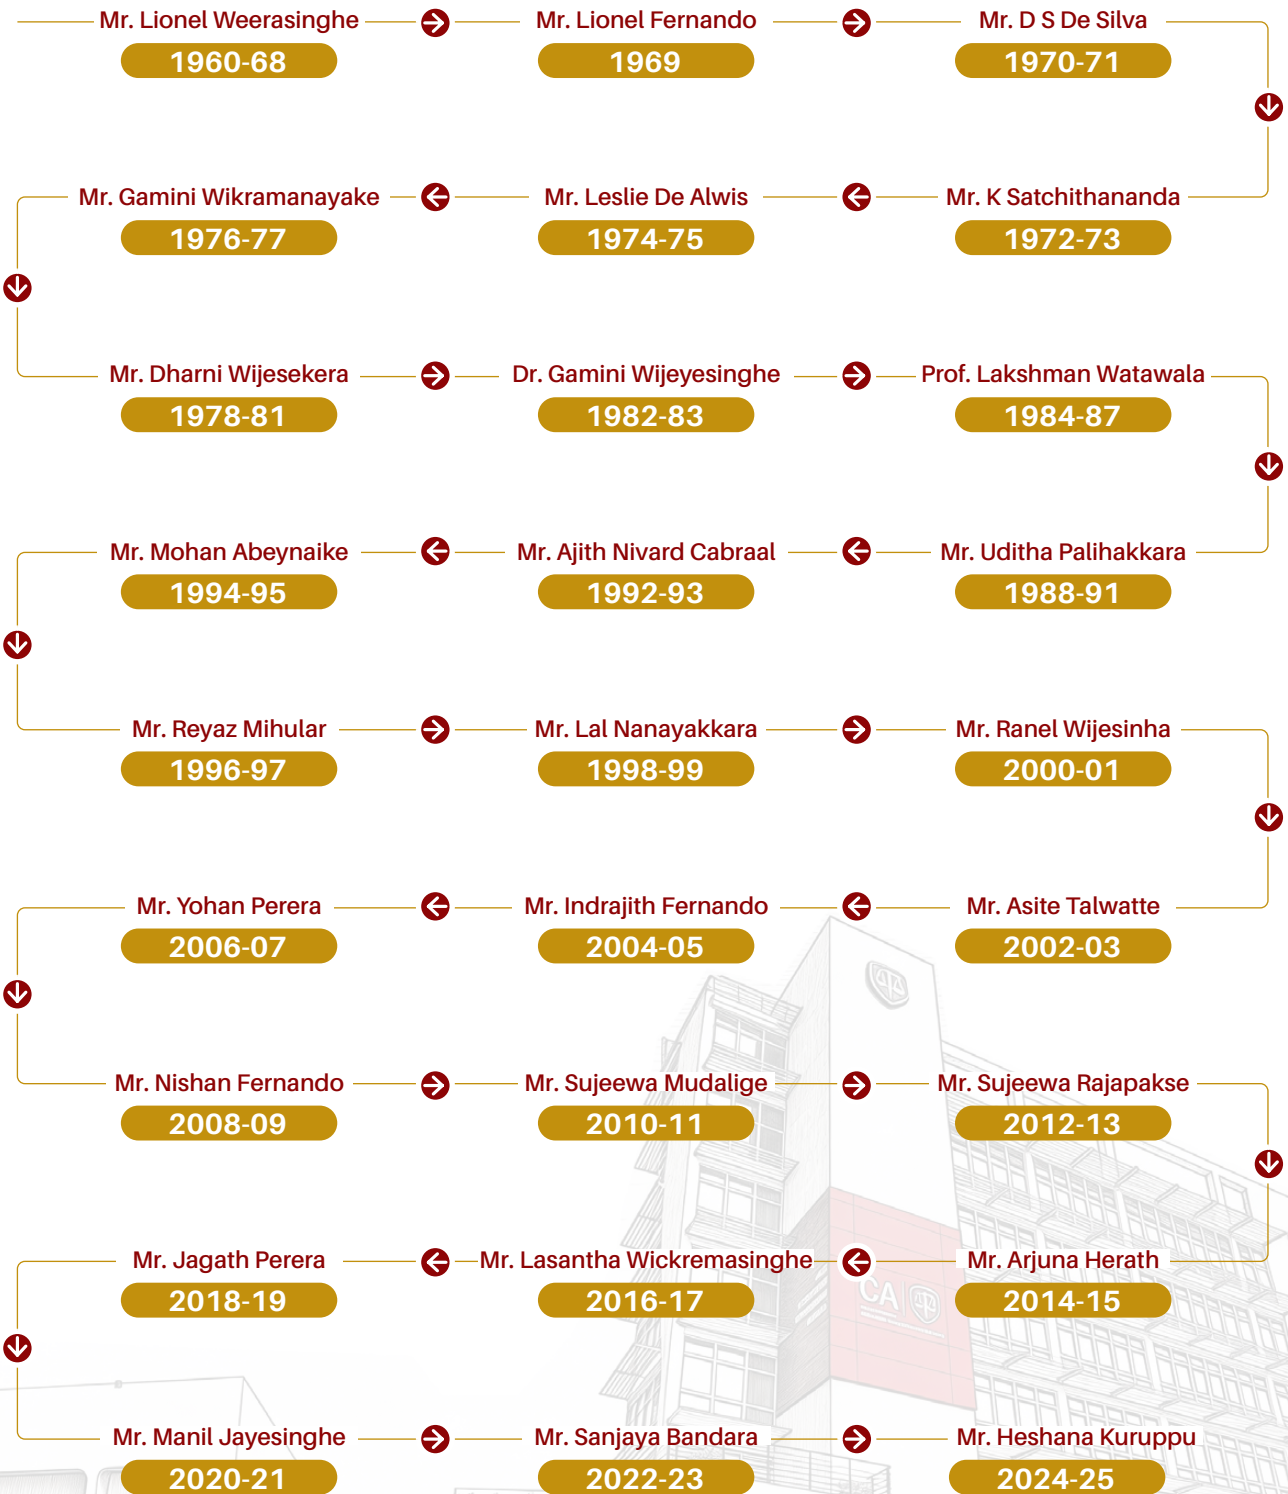 Mr. Lionel Weerasinghe
1960-68
Mr. Lionel Fernando
1969
Mr. D S De Silva
1970-71
Mr. K Satchithananda
1972-73
Mr. Leslie De Alwis
1974-75
Mr. Gamini Wikramanayake
1976-77
Mr. Dharni Wijesekera
1978-81
Dr. Gamini Wijeyesinghe
1982-83
Prof. Lakshman Watawala
1984-87
Mr. Uditha Palihakkara
1988-91
Mr. Ajith Nivard Cabraal
1992-93
Mr. Mohan Abeynaike
1994-95
Mr. Reyaz Mihular
1996-97
Mr. Lal Nanayakkara
1998-99
Mr. Ranel Wijesinha
2000-01
Mr. Asite Talwatte
2002-03
Mr. Indrajith Fernando
2004-05
Mr. Yohan Perera
2006-07
Mr. Nishan Fernando
2008-09
Mr. Sujeewa Mudalige
2010-11
Mr. Sujeewa Rajapakse
2012-13
Mr. Arjuna Herath
2014-15
Mr. Lasantha Wickremasinghe
2016-17
Mr. Jagath Perera
2018-19
CA
Mr. Manil Jayesinghe
2020-21
Mr. Sanjaya Bandara
2022-23
Mr. Heshana Kuruppu
2024-25